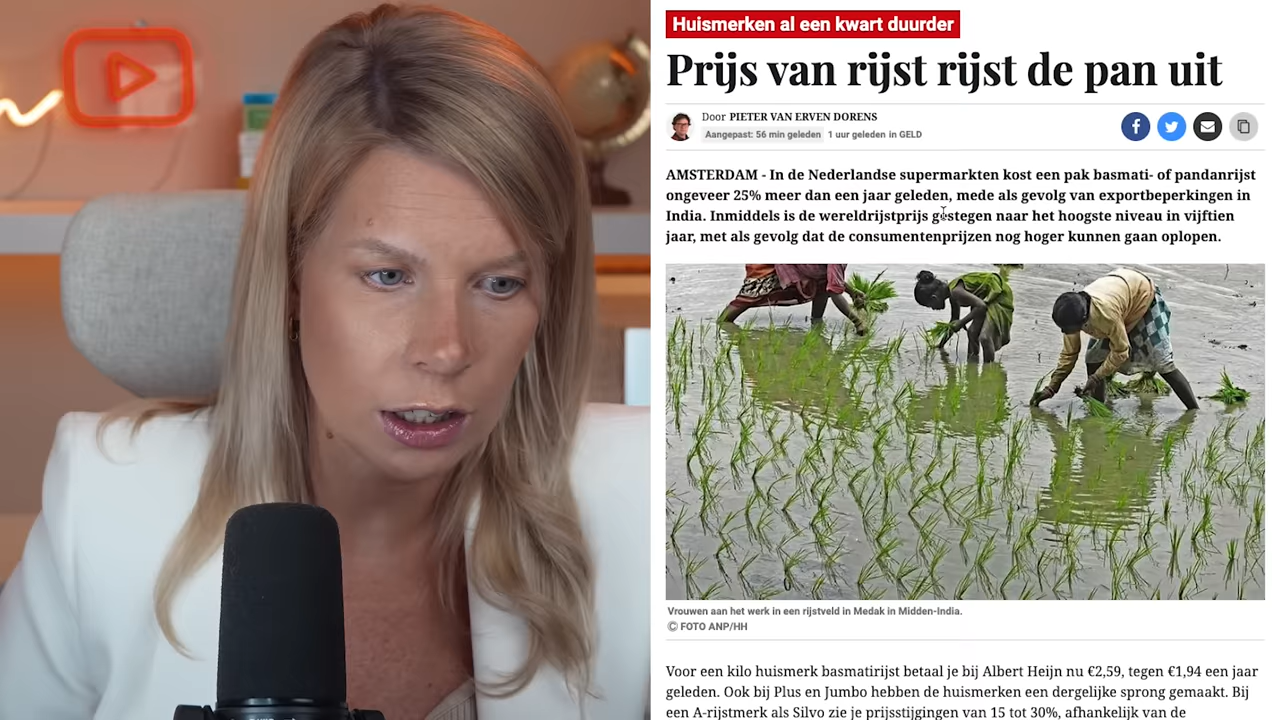 Huismerken al een kwart duurder
Prijs van rijst rijst de pan uit
Door PIETER VAN ERVEN DORENS
Aangepast: 56 min geleden 1 uur geleden in GELD
AMSTERDAM - In de Nederlandse supermarkten kost een pak basmati- of pandanrijst
ongeveer 25% meer dan een jaar geleden, mede als gevolg van exportbeperkingen in
India. Inmiddels is de wereldrijstprijs gestegen naar het hoogste niveau in vijftien
jaar, met als gevolg dat de consumentenprijzen nog hoger kunnen gaan oplopen.
Vrouwen aan het werk in een rijstveld in Medak in Midden-India.
© FOTO ANP/HH
Voor een kilo huismerk basmatirijst betaal je bij Albert Heijn nu €2,59, tegen €1,94 een jaar
geleden. Ook bij Plus en Jumbo hebben de huismerken een dergelijke sprong gemaakt. Bij
een A-rijstmerk als Silvo zie je prijsstijgingen van 15 tot 30%, afhankelijk van de